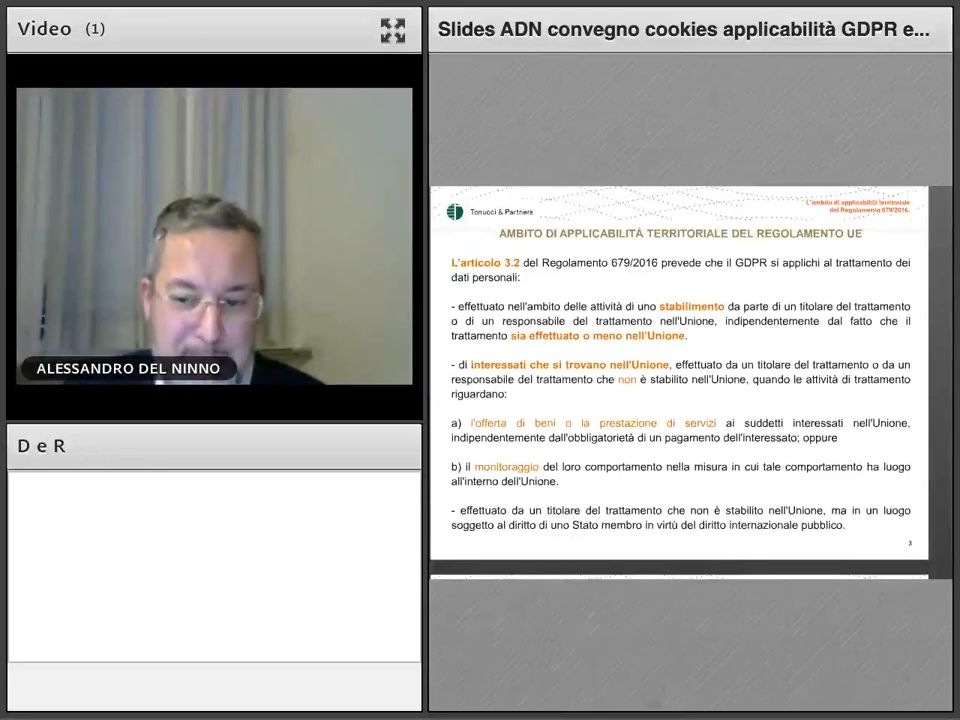 Video (1)
ALESSANDRO DEL NINNO
D e R
Slides ADN convegno cookies applicabilità GDPR e...
Tonucci & Partners
L'ambito di applicabilità territoriale
del Regolamento 679/2016.
AMBITO DI APPLICABILITÀ TERRITORIALE DEL REGOLAMENTO UE
L'articolo 3.2 del Regolamento 679/2016 prevede che il GDPR si applichi al trattamento dei
dati personali:
- effettuato nell'ambito delle attività di uno stabilimento da parte di un titolare del trattamento
o di un responsabile del trattamento nell'Unione, indipendentemente dal fatto che il
trattamento sia effettuato o meno nell'Unione.
- di interessati che si trovano nell'Unione, effettuato da un titolare del trattamento o da un
responsabile del trattamento che non è stabilito nell'Unione, quando le attività di trattamento
riguardano:
a) l'offerta di beni o la prestazione di servizi ai suddetti interessati nell'Unione,
indipendentemente dall'obbligatorietà di un pagamento dell'interessato; oppure
b) il monitoraggio del loro comportamento nella misura in cui tale comportamento ha luogo
all'interno dell'Unione.
- effettuato da un titolare del trattamento che non è stabilito nell'Unione, ma in un luogo
soggetto al diritto di uno Stato membro in virtù del diritto internazionale pubblico.
3